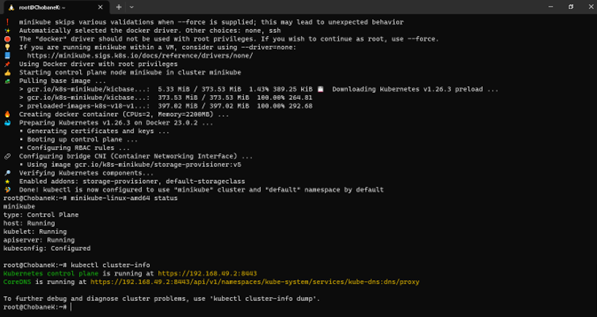 root@ChobaneK: ~
! minikube skips various validations when --force is supplied; this may lead to unexpected behavior
Automatically selected the docker driver. Other choices: none, ssh
The "docker" driver should not be used with root privileges. If you wish to continue as root, use --force.
If you are running minikube within a VM, consider using --driver=none:
https://minikube.sigs.k8s.io/docs/reference/drivers/none/
Using Docker driver with root privileges
Starting control plane node minikube in cluster minikube
Pulling base image ...
> gcr.io/k8s-minikube/kicbase...: 5.33 MiB / 373.53 MiB 1.43% 389.25 KiB Downloading Kubernetes v1.26.3 preload ...
> gcr.io/k8s-minikube/kicbase...: 373.53 MiB / 373.53 MiB 100.00% 264.81
> preloaded-images-k8s-v18-v1...: 397.02 MiB / 397.02 MiB 100.00% 292.68
Creating docker container (CPUs=2, Memory=2200MB) ...
Preparing Kubernetes v1.26.3 on Docker 23.0.2 ...
• Generating certificates and keys ...
• Booting up control plane ...
• Configuring RBAC rules ...
Configuring bridge CNI (Container Networking Interface) ...
• Using image gcr.io/k8s-minikube/storage-provisioner:v5
Verifying Kubernetes components...
Enabled addons: storage-provisioner, default-storageclass
Done! kubectl is now configured to use "minikube" cluster and "default" namespace by default
root@ChobaneK:~# minikube-linux-amd64 status
minikube
type: Control Plane
host: Running
kubelet: Running
apiserver: Running
kubeconfig: Configured
root@ChobaneK:~# kubectl cluster-info
Kubernetes control plane is running at https://192.168.49.2:8443
CoreDNS is running at https://192.168.49.2:8443/api/v1/namespaces/kube-system/services/kube-dns:dns/proxy
To further debug and diagnose cluster problems, use 'kubectl cluster-info dump'.
root@ChobaneK:~#